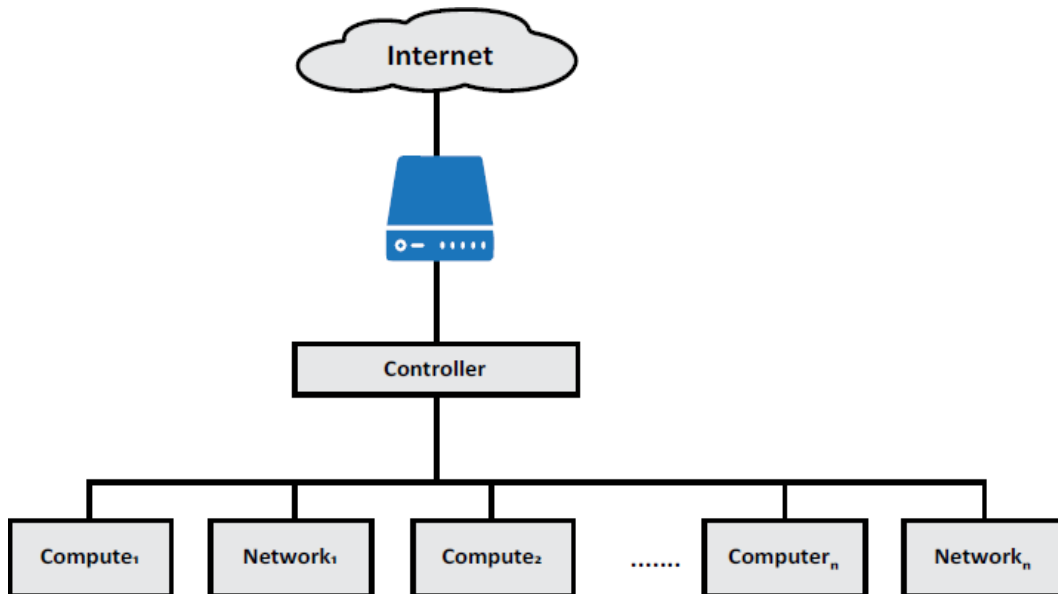 Internet
Controller
Compute₁
Network₁
Compute₂
.......
Computerₙ
Networkₙ